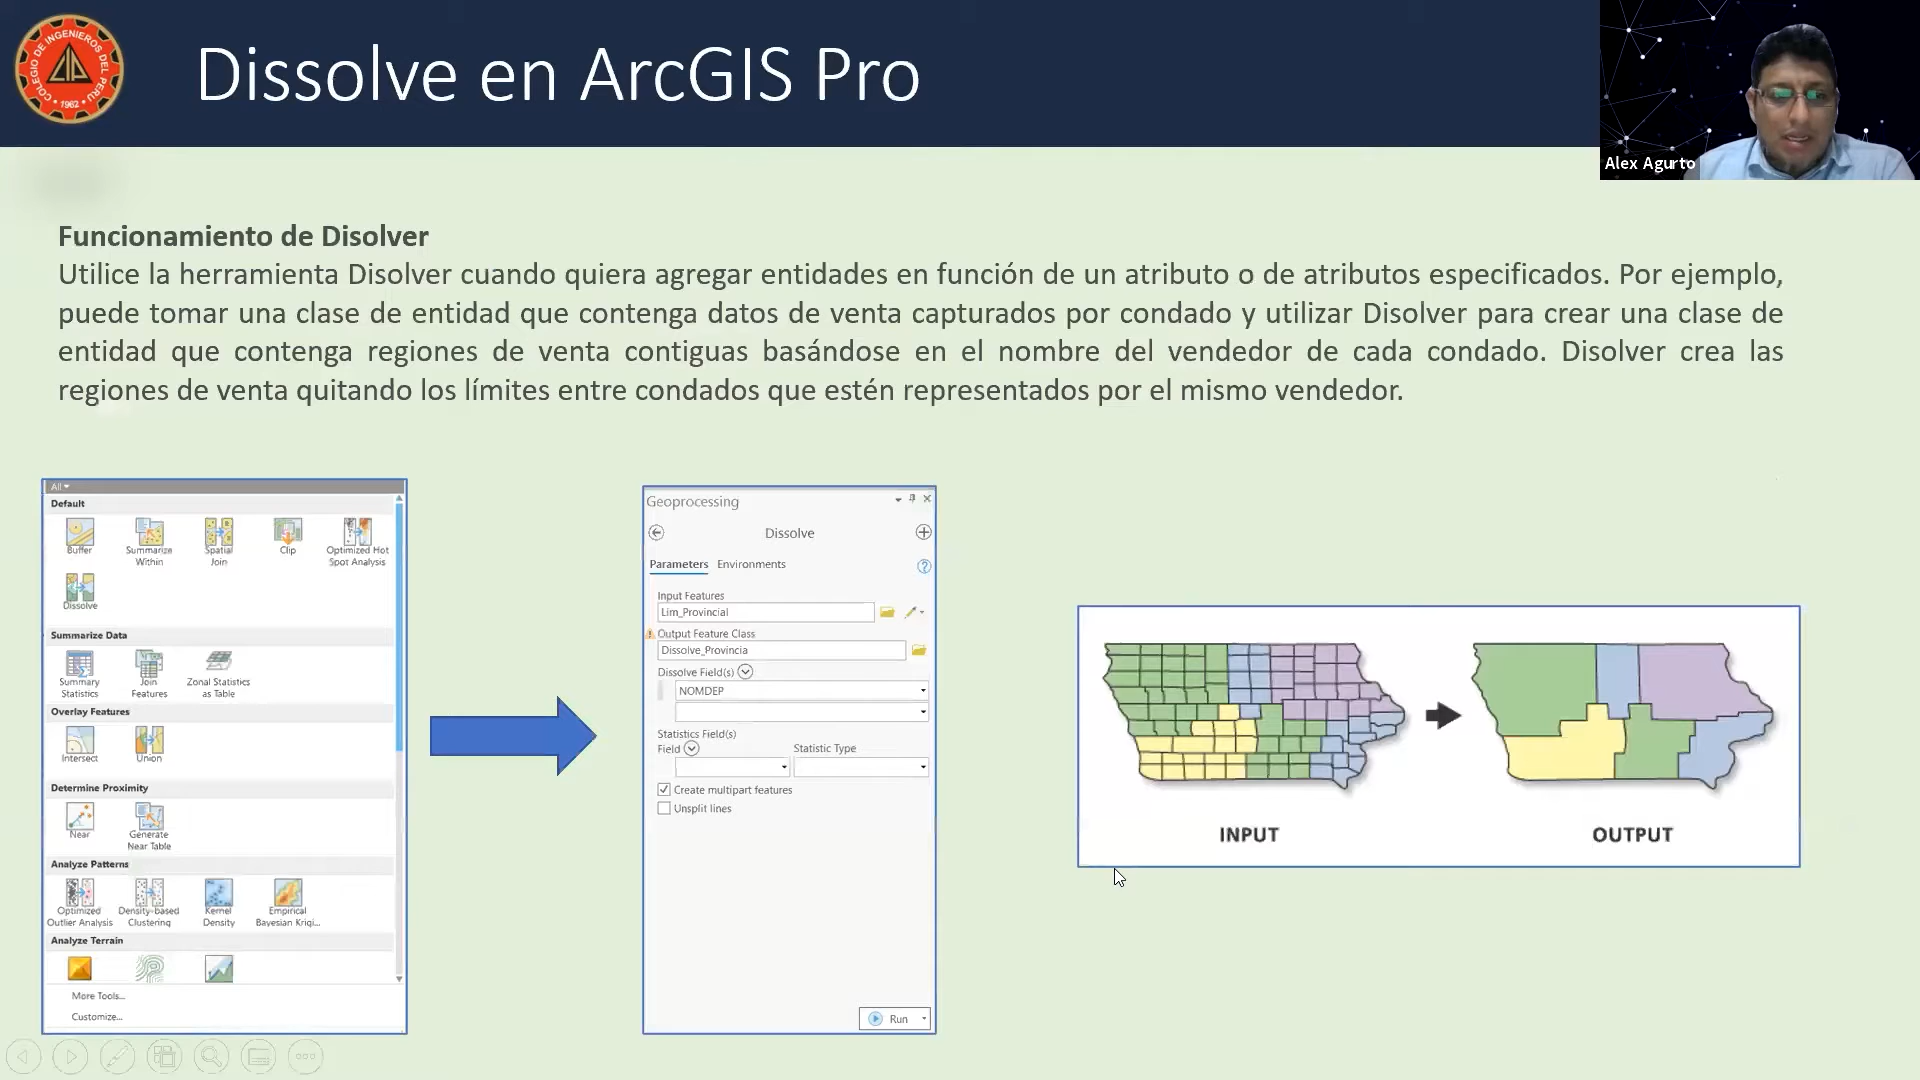 COLEGIO DE INGENIEROS DEL PERU
CIP
• 1962 •
Dissolve en ArcGIS Pro
Alex Agurto
Funcionamiento de Disolver
Utilice la herramienta Disolver cuando quiera agregar entidades en función de un atributo o de atributos especificados. Por ejemplo,
puede tomar una clase de entidad que contenga datos de venta capturados por condado y utilizar Disolver para crear una clase de
entidad que contenga regiones de venta contiguas basándose en el nombre del vendedor de cada condado. Disolver crea las
regiones de venta quitando los límites entre condados que estén representados por el mismo vendedor.
All
Default
Buffer
Summarize Within
Spatial Join
Clip
Optimized Hot Spot Analysis
Dissolve
Summarize Data
Summary Statistics
Join Features
Zonal Statistics as Table
Overlay Features
Intersect
Union
Determine Proximity
Near
Generate Near Table
Analyze Patterns
Optimized Outlier Analysis
Density-based Clustering
Kernel Density
Empirical Bayesian Krigi...
Analyze Terrain
More Tools...
Customize...
Geoprocessing
Dissolve
Parameters Environments
Input Features
Lim_Provincial
Output Feature Class
Dissolve_Provincia
Dissolve Field(s)
NOMDEP
Statistics Field(s)
Field Statistic Type
Create multipart features
Unsplit lines
Run
INPUT OUTPUT